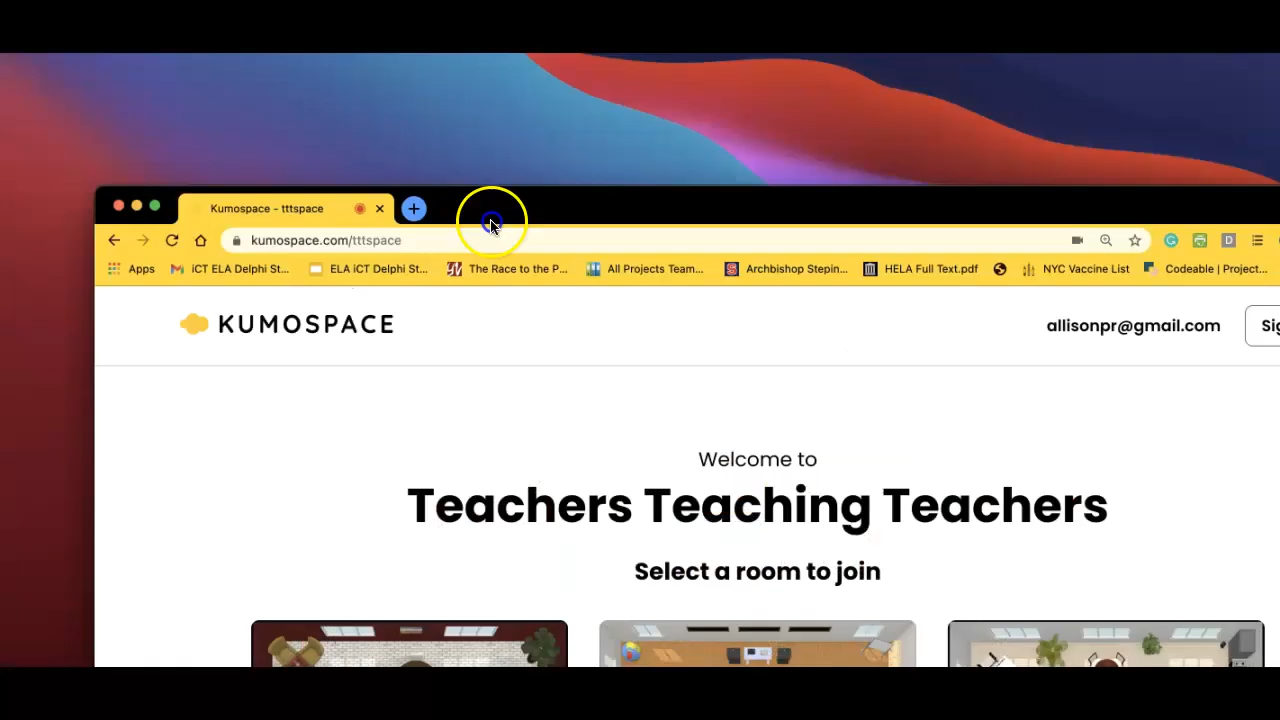 Kumospace - tttspace
kumospace.com/tttspace
Apps iCT ELA Delphi St... ELA iCT Delphi St... The Race to the P... All Projects Team... Archbishop Stepin... HELA Full Text.pdf NYC Vaccine List Codeable | Project...
KUMOSPACE
allisonpr@gmail.com
Sig
Welcome to
Teachers Teaching Teachers
Select a room to join